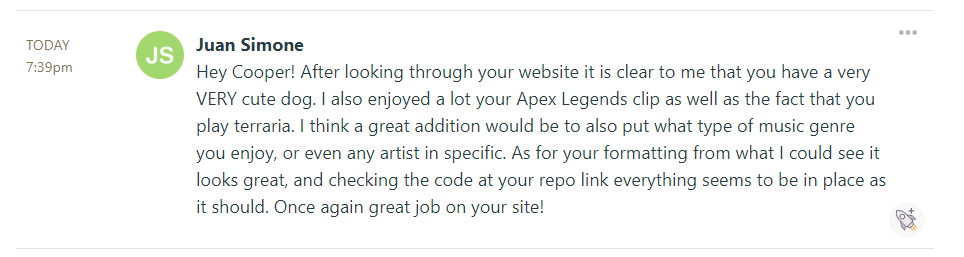 TODAY
7:39pm
JS
Juan Simone
Hey Cooper! After looking through your website it is clear to me that you have a very
VERY cute dog. I also enjoyed a lot your Apex Legends clip as well as the fact that you
play terraria. I think a great addition would be to also put what type of music genre
you enjoy, or even any artist in specific. As for your formatting from what I could see it
looks great, and checking the code at your repo link everything seems to be in place as
it should. Once again great job on your site!